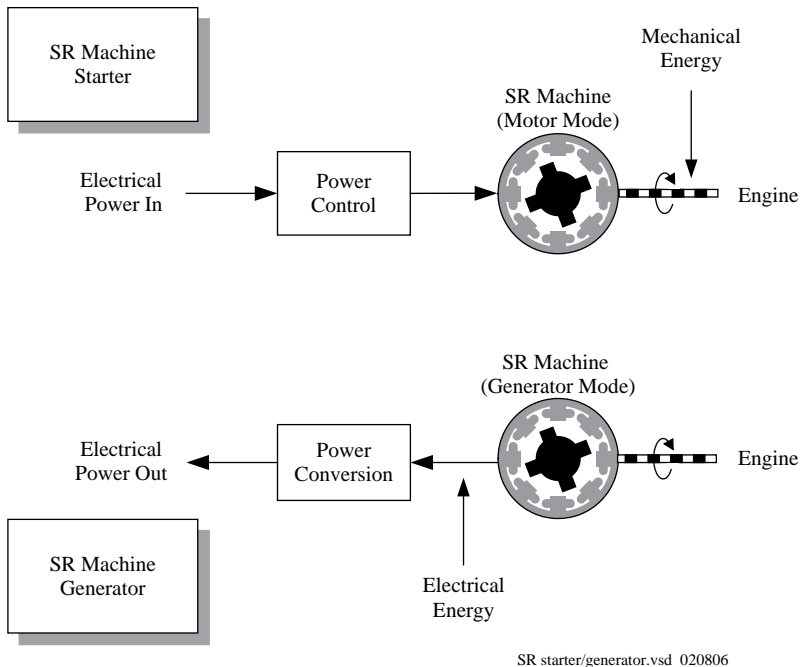 SR Machine
Starter
Mechanical
Energy
SR Machine
(Motor Mode)
Electrical
Power In
Power
Control
Engine
SR Machine
(Generator Mode)
Electrical
Power Out
Power
Conversion
Engine
SR Machine
Generator
Electrical
Energy
SR starter/generator.vsd 020806